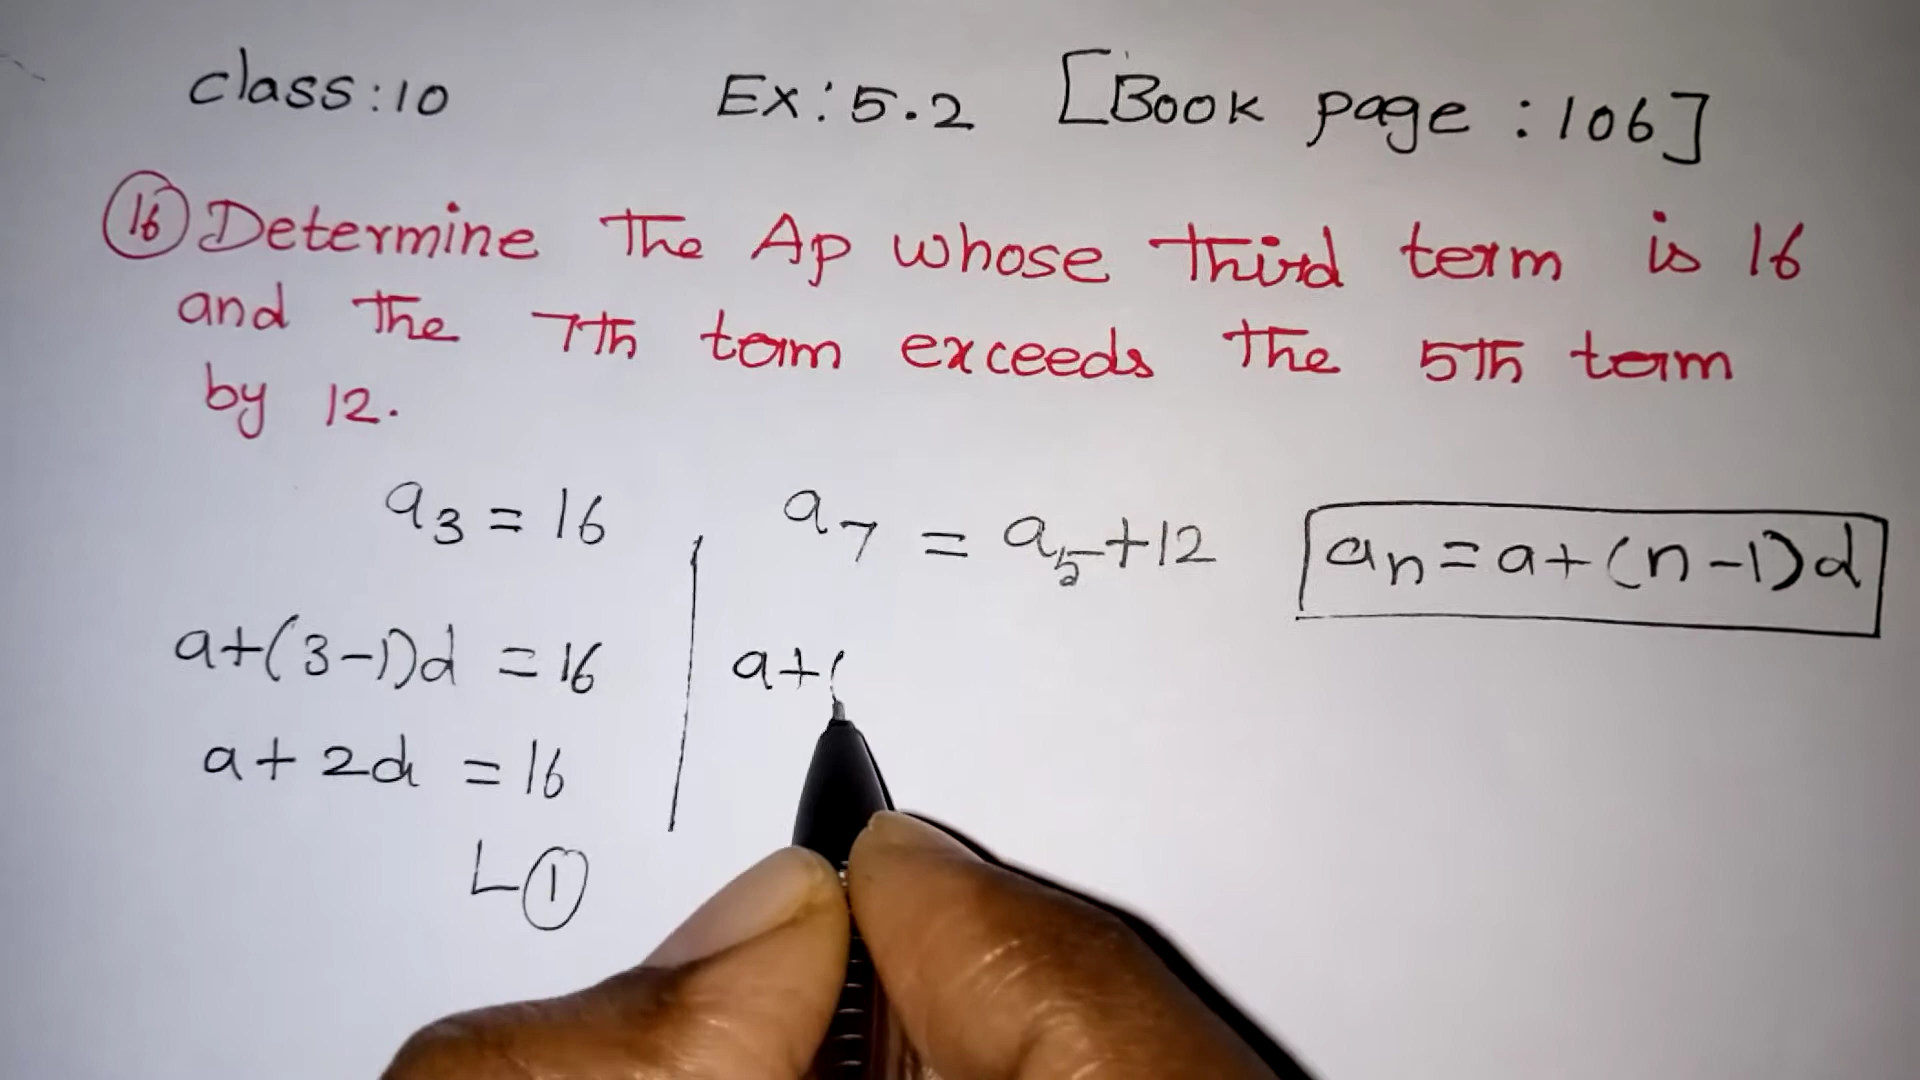 class:10 Ex:5.2 [Book page:106]
16 Determine the Ap whose third term is 16
and the 7th term exceeds the 5th term
by 12.
a3 = 16 a7 = a5+12 an=a+(n-1)d
a+(3-1)d = 16 a+(
a+2d = 16
1